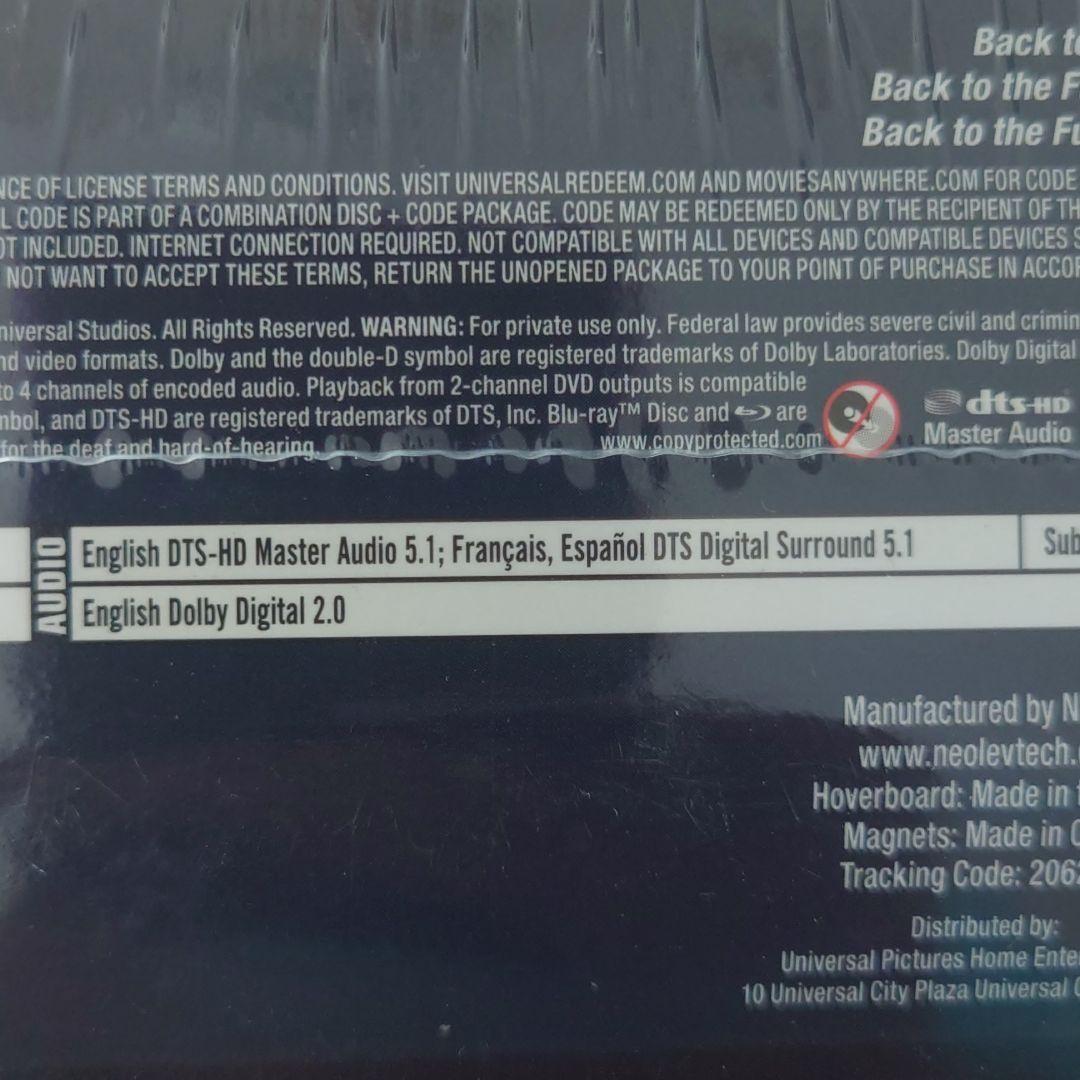 Back to
Back to the F
Back to the Fu
NCE OF LICENSE TERMS AND CONDITIONS. VISIT UNIVERSALREDEEM.COM AND MOVIESANYWHERE.COM FOR CODE
L CODE IS PART OF A COMBINATION DISC + CODE PACKAGE. CODE MAY BE REDEEMED ONLY BY THE RECIPIENT OF TH
OT INCLUDED. INTERNET CONNECTION REQUIRED. NOT COMPATIBLE WITH ALL DEVICES AND COMPATIBLE DEVICES S
NOT WANT TO ACCEPT THESE TERMS, RETURN THE UNOPENED PACKAGE TO YOUR POINT OF PURCHASE IN ACCOR
niversal Studios. All Rights Reserved. WARNING: For private use only. Federal law provides severe civil and crimin
nd video formats. Dolby and the double-D symbol are registered trademarks of Dolby Laboratories. Dolby Digital
to 4 channels of encoded audio. Playback from 2-channel DVD outputs is compatible
mbol, and DTS-HD are registered trademarks of DTS, Inc. Blu-ray™ Disc and are
for the deaf and hard-of-hearing.
www.copyprotected.com
dts-HD
Master Audio
AUDIO
English DTS-HD Master Audio 5.1; Français, Español DTS Digital Surround 5.1
Sub
English Dolby Digital 2.0
Manufactured by N
www.neolevtech.
Hoverboard: Made in
Magnets: Made in C
Tracking Code: 2062
Distributed by:
Universal Pictures Home Enter
10 Universal City Plaza Universal C